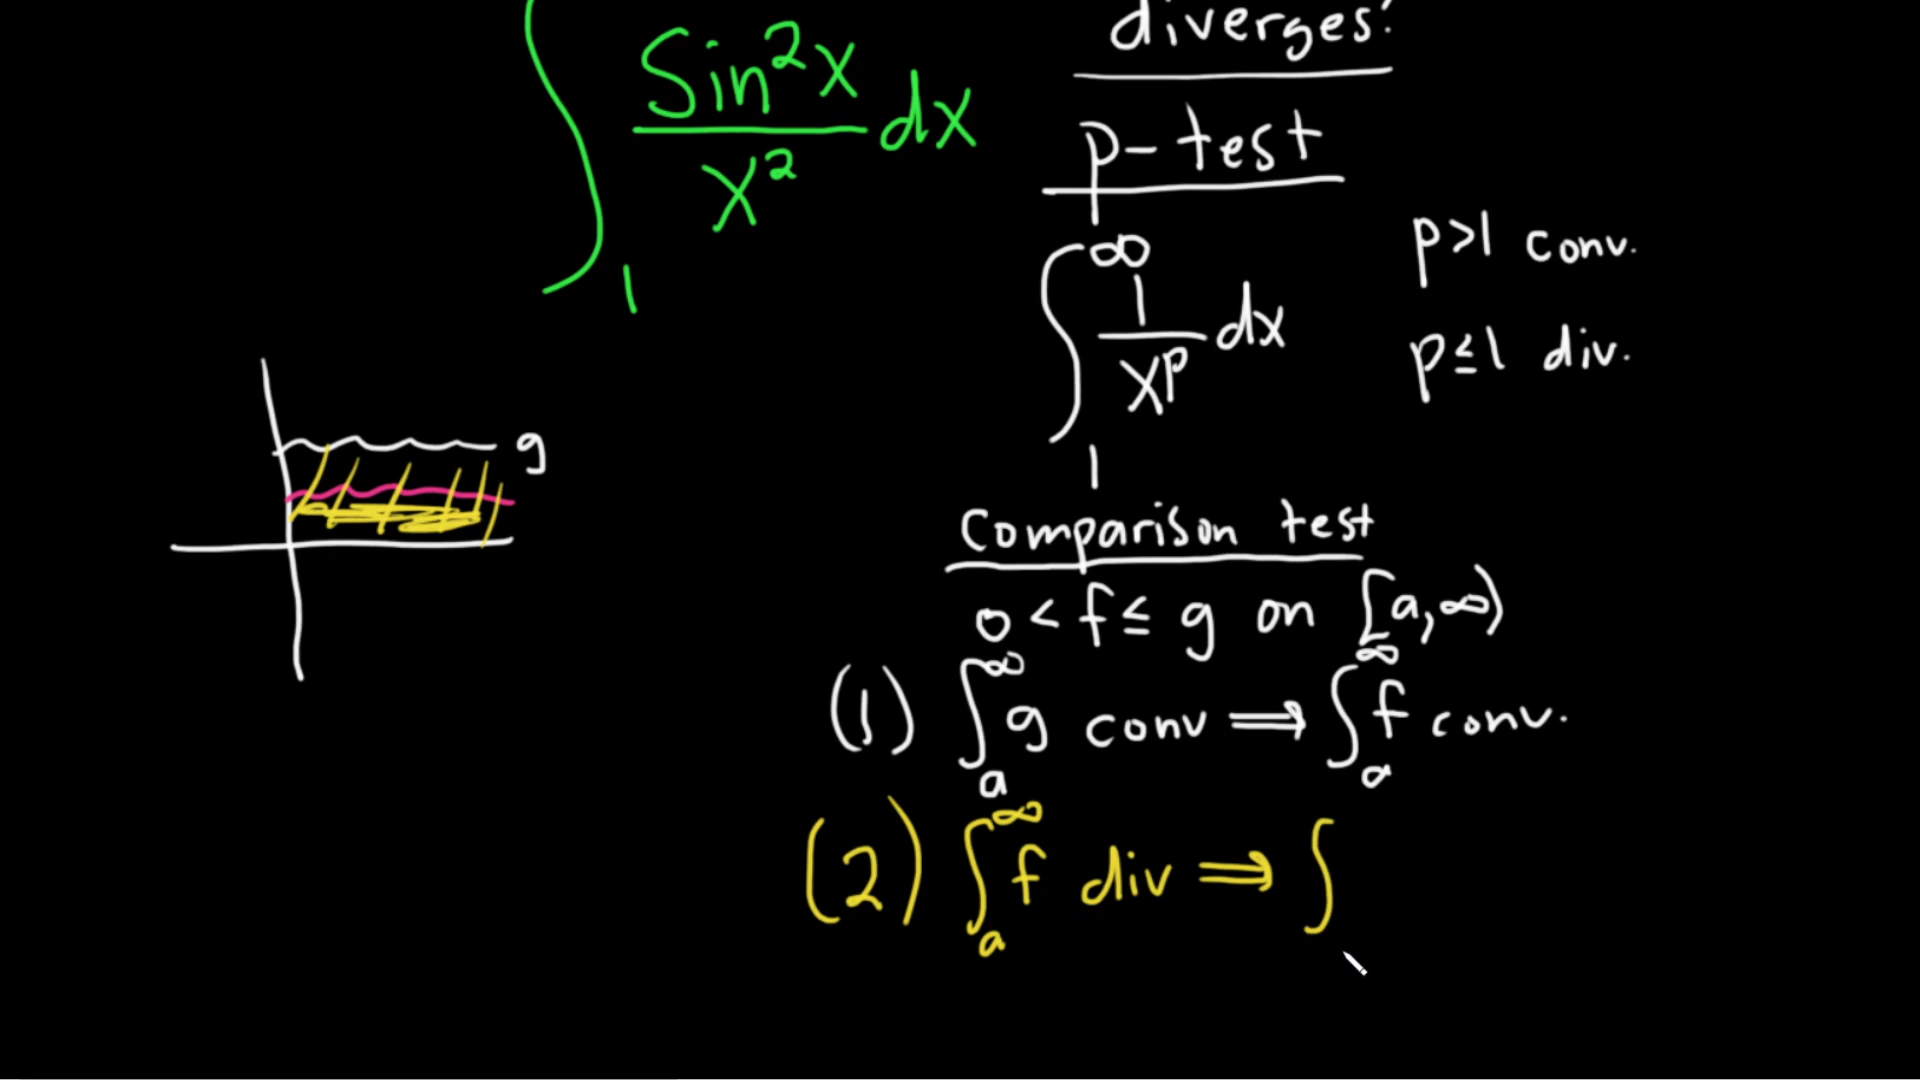 diverges?
∫₁ Sin²x/x² dx
p-test
∫₁^∞ 1/x^p dx
p>1 conv.
p≤1 div.
g
Comparison test
0 < f ≤ g on [a,∞)
(1) ∫ₐ^∞ g conv ⟹ ∫ₐ^∞ f conv.
(2) ∫ₐ^∞ f div ⟹ ∫